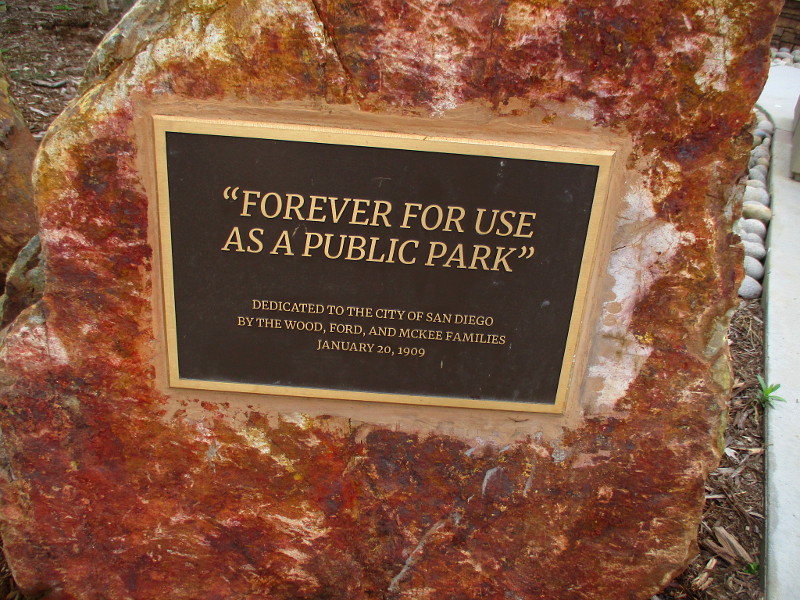 “FOREVER FOR USE
AS A PUBLIC PARK”
DEDICATED TO THE CITY OF SAN DIEGO
BY THE WOOD, FORD, AND MCKEE FAMILIES
JANUARY 20, 1909